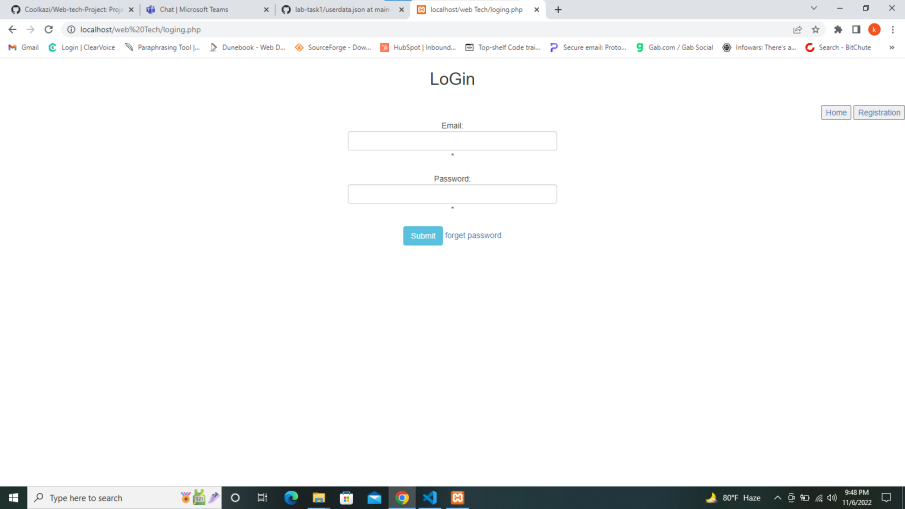 Coolkazi/Web-tech-Project: Proje
Chat | Microsoft Teams
lab-task1/userdata.json at main
localhost/web Tech/loging.php
localhost/web%20Tech/loging.php
k
Gmail
Login | ClearVoice
Paraphrasing Tool |...
Dunebook - Web D...
SourceForge - Dow...
HubSpot | Inbound...
Top-shelf Code trai...
Secure email: Proto...
Gab.com / Gab Social
Infowars: There's a...
Search - BitChute
»
LoGin
Home
Registration
Email:
*
Password:
*
Submit forget password
Type here to search
80°F Haze
9:48 PM
11/6/2022